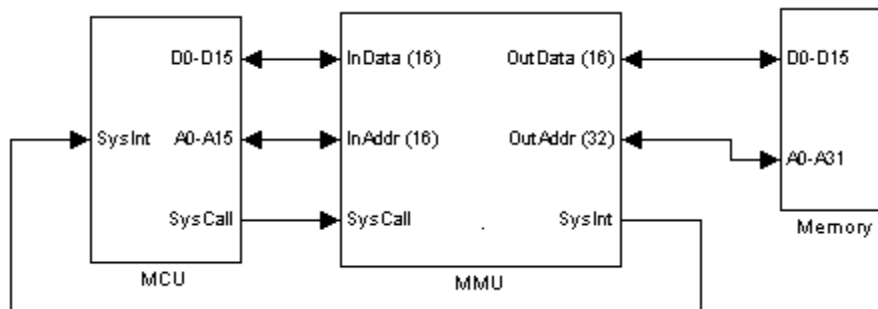 D0-D15
InData (16)
OutData (16)
D0-D15
SysInt
A0-A15
InAddr (16)
OutAddr (32)
A0-A31
SysCall
SysCall
SysInt
Memory
MCU
MMU